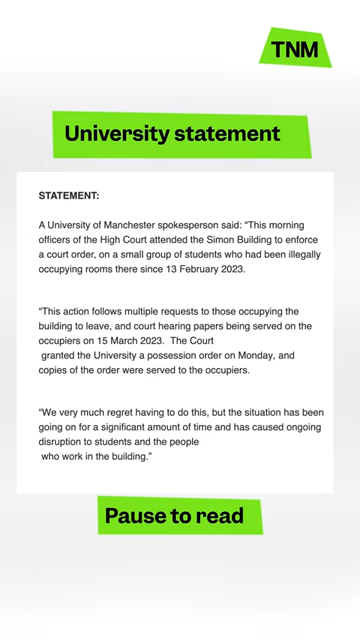 TNM
University statement
STATEMENT:
A University of Manchester spokesperson said: “This morning
officers of the High Court attended the Simon Building to enforce
a court order, on a small group of students who had been illegally
occupying rooms there since 13 February 2023.
“This action follows multiple requests to those occupying the
building to leave, and court hearing papers being served on the
occupiers on 15 March 2023.  The Court
granted the University a possession order on Monday, and
copies of the order were served to the occupiers.
“We very much regret having to do this, but the situation has been
going on for a significant amount of time and has caused ongoing
disruption to students and the people
who work in the building.”
Pause to read